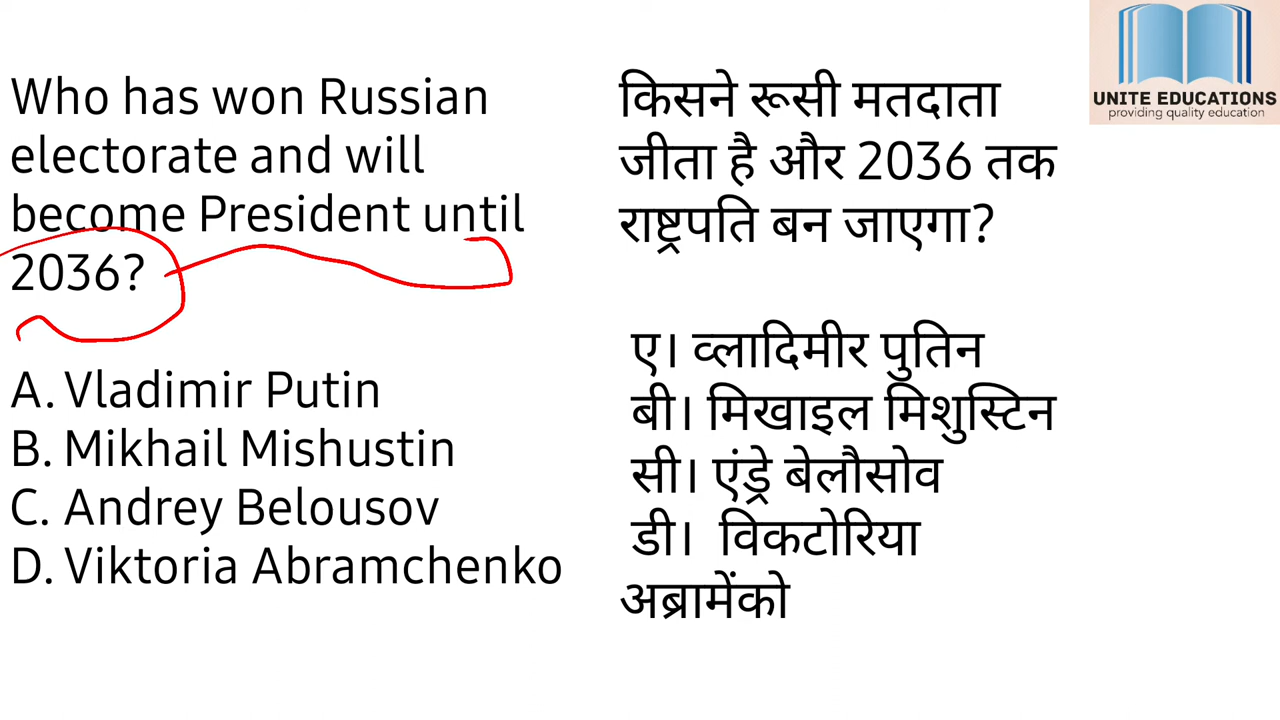 Who has won Russian
electorate and will
become President until
2036?
A. Vladimir Putin
B. Mikhail Mishustin
C. Andrey Belousov
D. Viktoria Abramchenko
किसने रूसी मतदाता
जीता है और 2036 तक
राष्ट्रपति बन जाएगा?
ए। व्लादिमीर पुतिन
बी। मिखाइल मिशुस्टिन
सी। एंड्रे बेलौसोव
डी। विकटोरिया
अब्रामेंको
UNITE EDUCATIONS
providing quality education